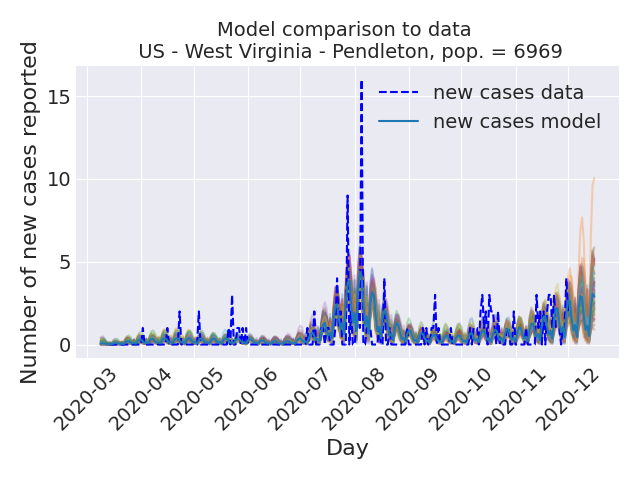 Model comparison to data
US - West Virginia - Pendleton, pop. = 6969
Number of new cases reported
15
10
5
0
new cases data
new cases model
2020-03
2020-04
2020-05
2020-06
2020-07
2020-08
2020-09
2020-10
2020-11
2020-12
Day